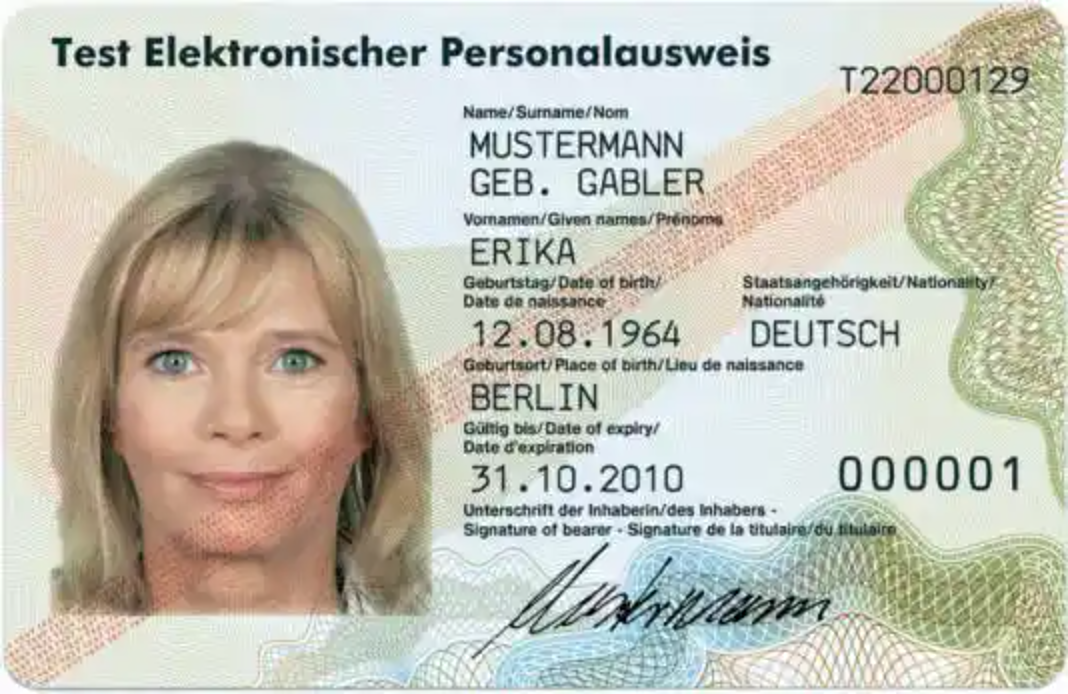 Test Elektronischer Personalausweis
T22000129
Name/Surname/Nom
MUSTERMANN
GEB. GABLER
Vornamen/Given names/Prénoms
ERIKA
Geburtstag/Date of birth/
Date de naissance
Staatsangehörigkeit/Nationality/
Nationalité
12.08.1964
DEUTSCH
Geburtsort/Place of birth/Lieu de naissance
BERLIN
Gültig bis/Date of expiry/
Date d'expiration
31.10.2010
000001
Unterschrift der Inhaberin/des Inhabers -
Signature of bearer - Signature de la titulaire/du titulaire
Mustermann